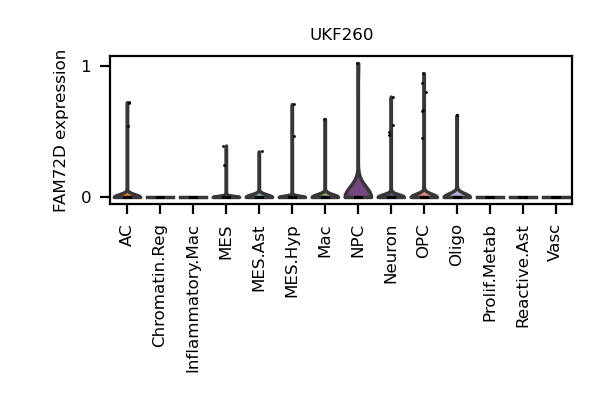 UKF260
FAM72D expression
1
0
AC
Chromatin.Reg
Inflammatory.Mac
MES
MES.Ast
MES.Hyp
Mac
NPC
Neuron
OPC
Oligo
Prolif.Metab
Reactive.Ast
Vasc